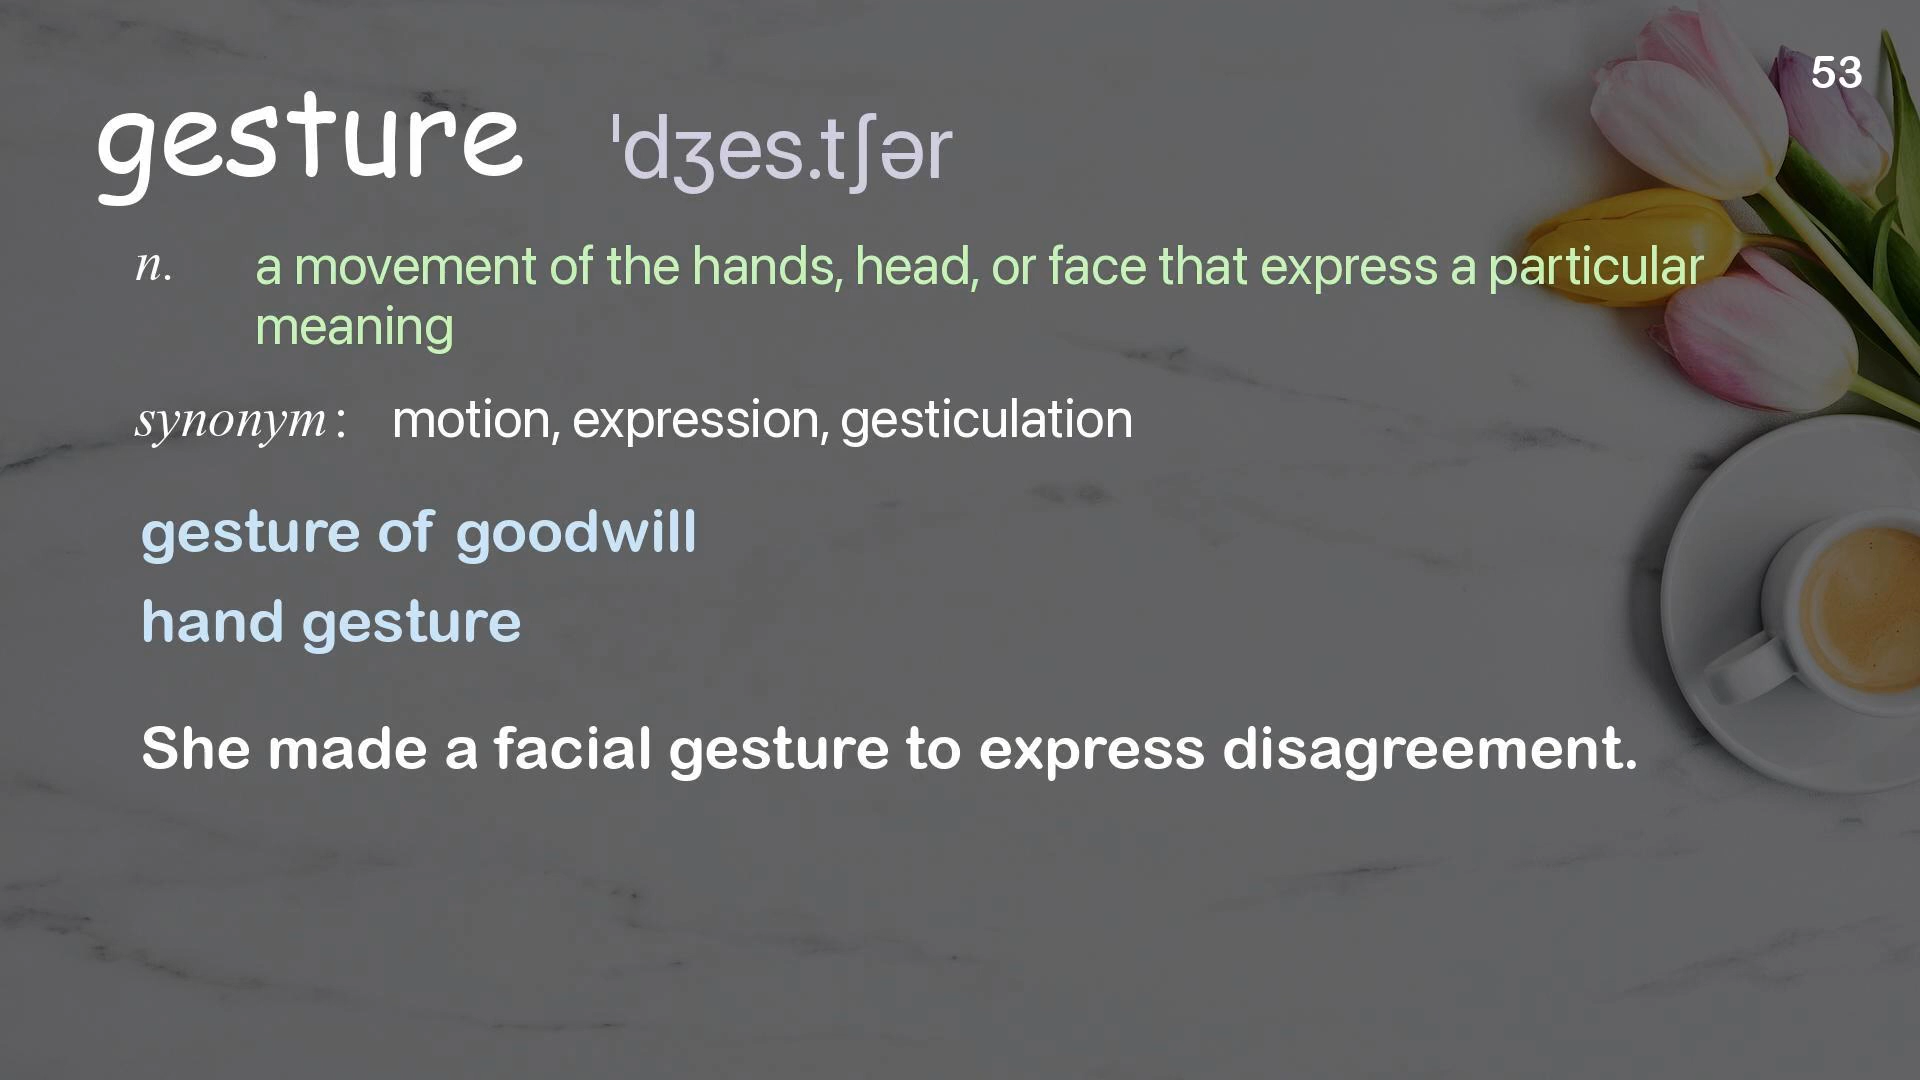 53
gesture ˈdʒes.tʃər
n. a movement of the hands, head, or face that express a particular
meaning
synonym: motion, expression, gesticulation
gesture of goodwill
hand gesture
She made a facial gesture to express disagreement.